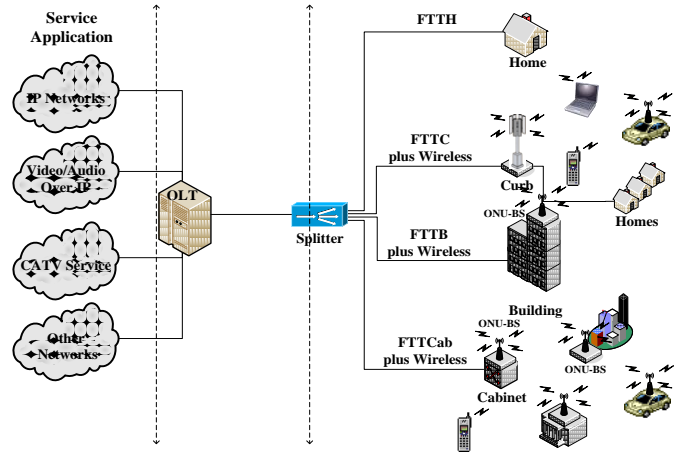 Service
Application
IP Networks
Video/Audio
Over IP
CATV Service
Other
Networks
OLT
Splitter
FTTH
Home
FTTC
plus Wireless
Curb
Homes
ONU-BS
FTTB
plus Wireless
Building
FTTCab
plus Wireless
ONU-BS
Cabinet
ONU-BS